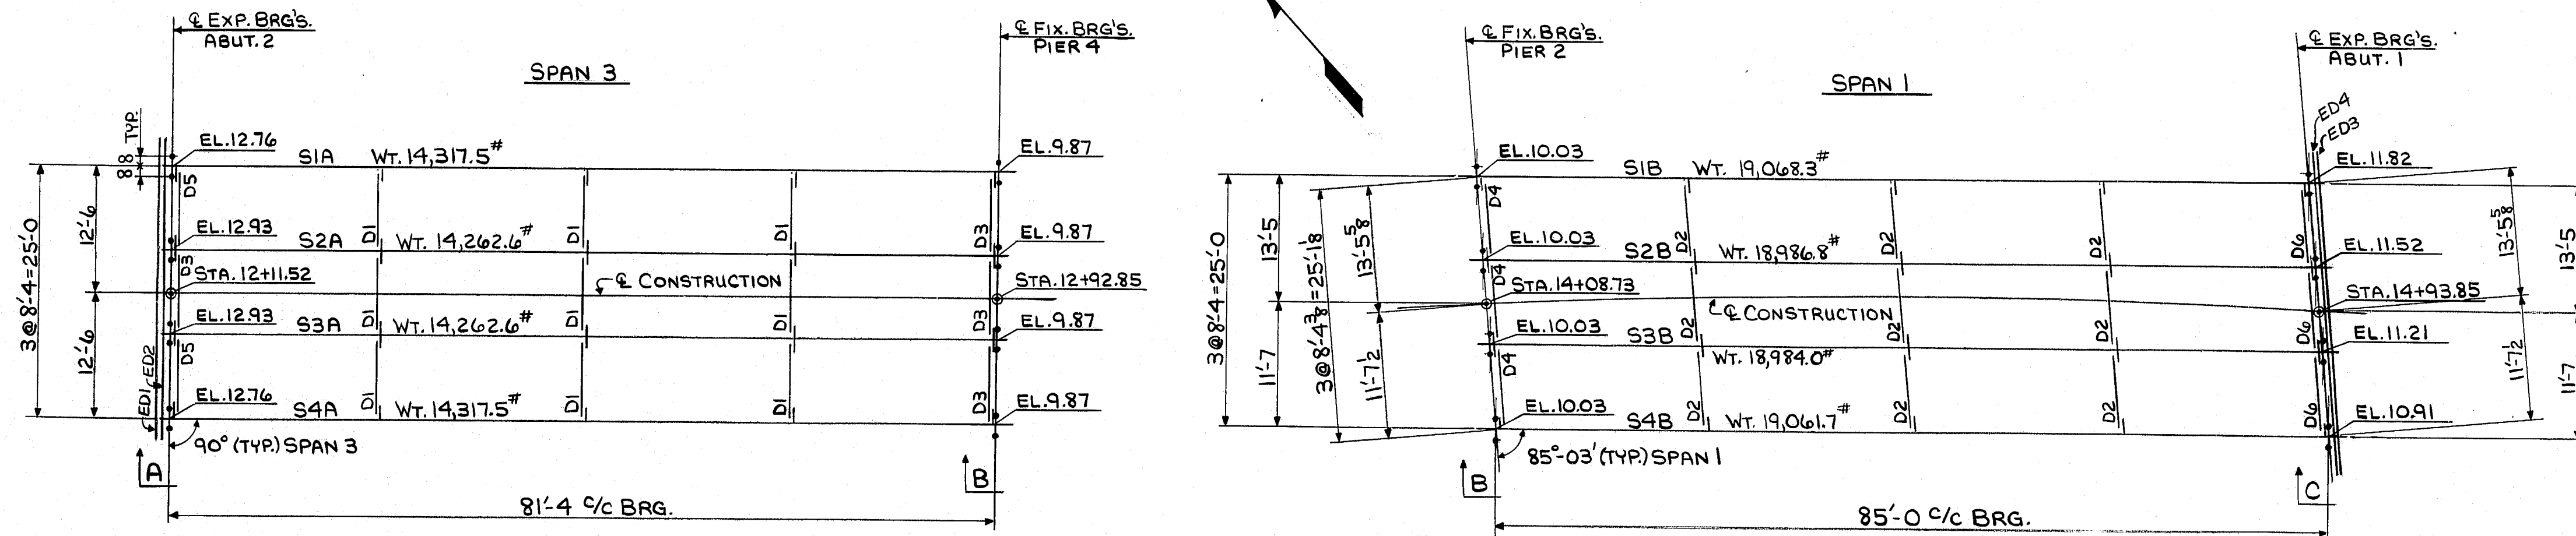 ℄ EXP. BRG'S.
ABUT. 2
SPAN 3
℄ FIX. BRG'S.
PIER 4
8 8 TYP.
EL. 12.76
S1A WT. 14,317.5#
EL. 9.87
D5
3@8'-4=25'-0
12'-6
EL. 12.93
S2A D1 WT. 14,262.6# D1 D1 D3
EL. 9.87
D3
STA. 12+11.52
℄ CONSTRUCTION
STA. 12+92.85
12'-6
EL. 12.93
S3A D1 WT. 14,262.6# D1 D1 D3
EL. 9.87
D5
ED1 ED2
EL. 12.76
S4A D1 WT. 14,317.5# D1 D1 D3
EL. 9.87
90° (TYP.) SPAN 3
A
B
81'-4 C/C BRG.
℄ FIX. BRG'S.
PIER 2
SPAN 1
℄ EXP. BRG'S.
ABUT. 1
ED4
ED3
EL. 10.03
S1B WT. 19,068.3#
EL. 11.82
D4
3@8'-4=25'-0
13'-5
3@8'-4 3/8=25'-1 1/8
13'-5 5/8
EL. 10.03
S2B D2 WT. 18,986.8# D2 D2 D6
EL. 11.52
13'-5 5/8
13'-5
D4
STA. 14+08.73
℄ CONSTRUCTION
STA. 14+93.85
11'-7
11'-7 1/2
EL. 10.03
S3B D2 D2 D2 D6
WT. 18,984.0#
EL. 11.21
11'-7 1/2
11'-7
D4
EL. 10.03
S4B D2 WT. 19,061.7# D2 D2 D6
EL. 10.91
85°-03' (TYP.) SPAN 1
B
C
85'-0 C/C BRG.